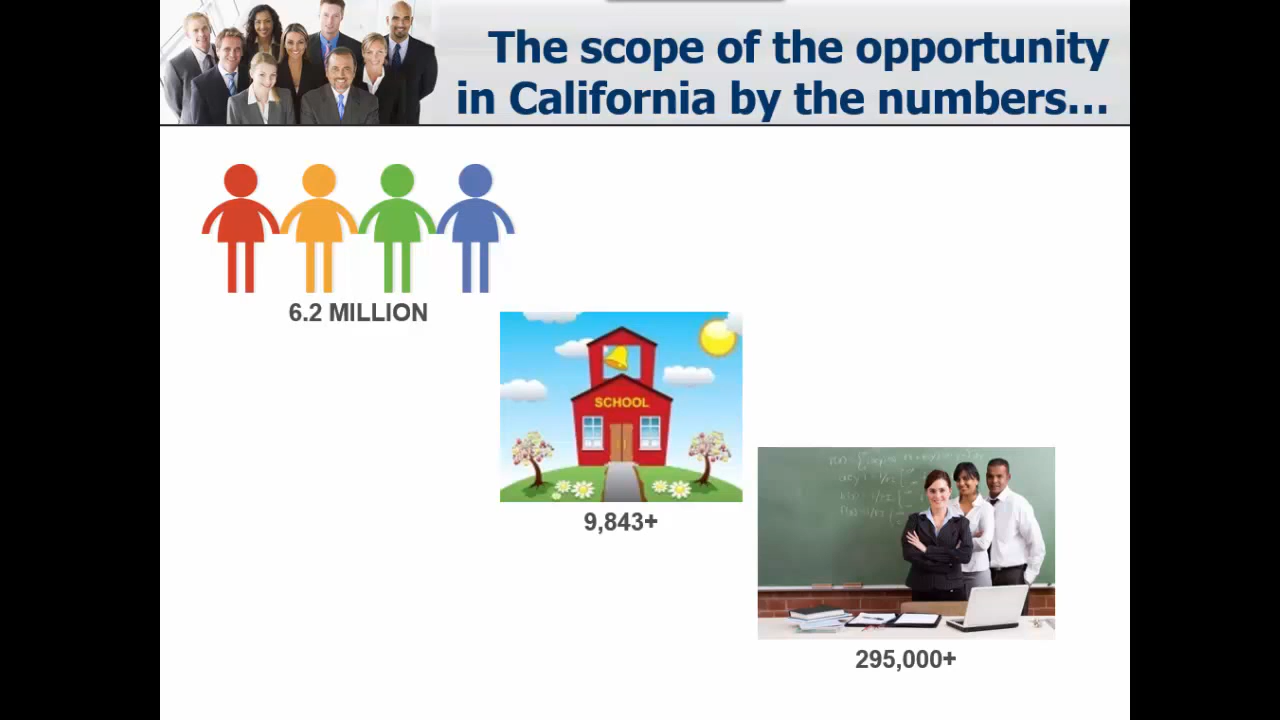 The scope of the opportunity
in California by the numbers...
6.2 MILLION
SCHOOL
9,843+
295,000+